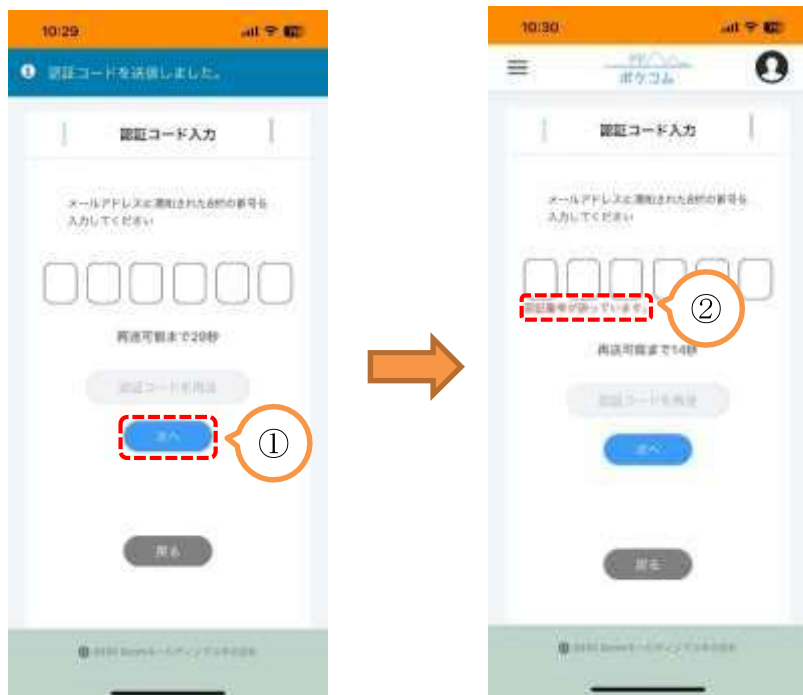 10:29
認証コードを送信しました。
認証コード入力
メールアドレスに通知された6桁の番号を
入力してください
再送可能まで29秒
認証コードを再送
次へ
①
戻る
10:30
ポケコム
認証コード入力
メールアドレスに通知された6桁の番号を
入力してください
認証番号が誤っています。
②
再送可能まで14秒
認証コードを再送
次へ
戻る